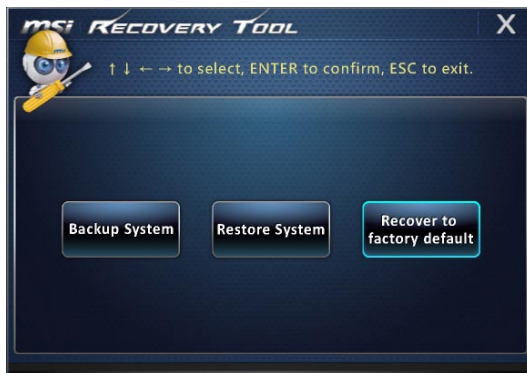 msi RECOVERY TOOL X
↑ ↓ ← → to select, ENTER to confirm, ESC to exit.
Backup System
Restore System
Recover to
factory default